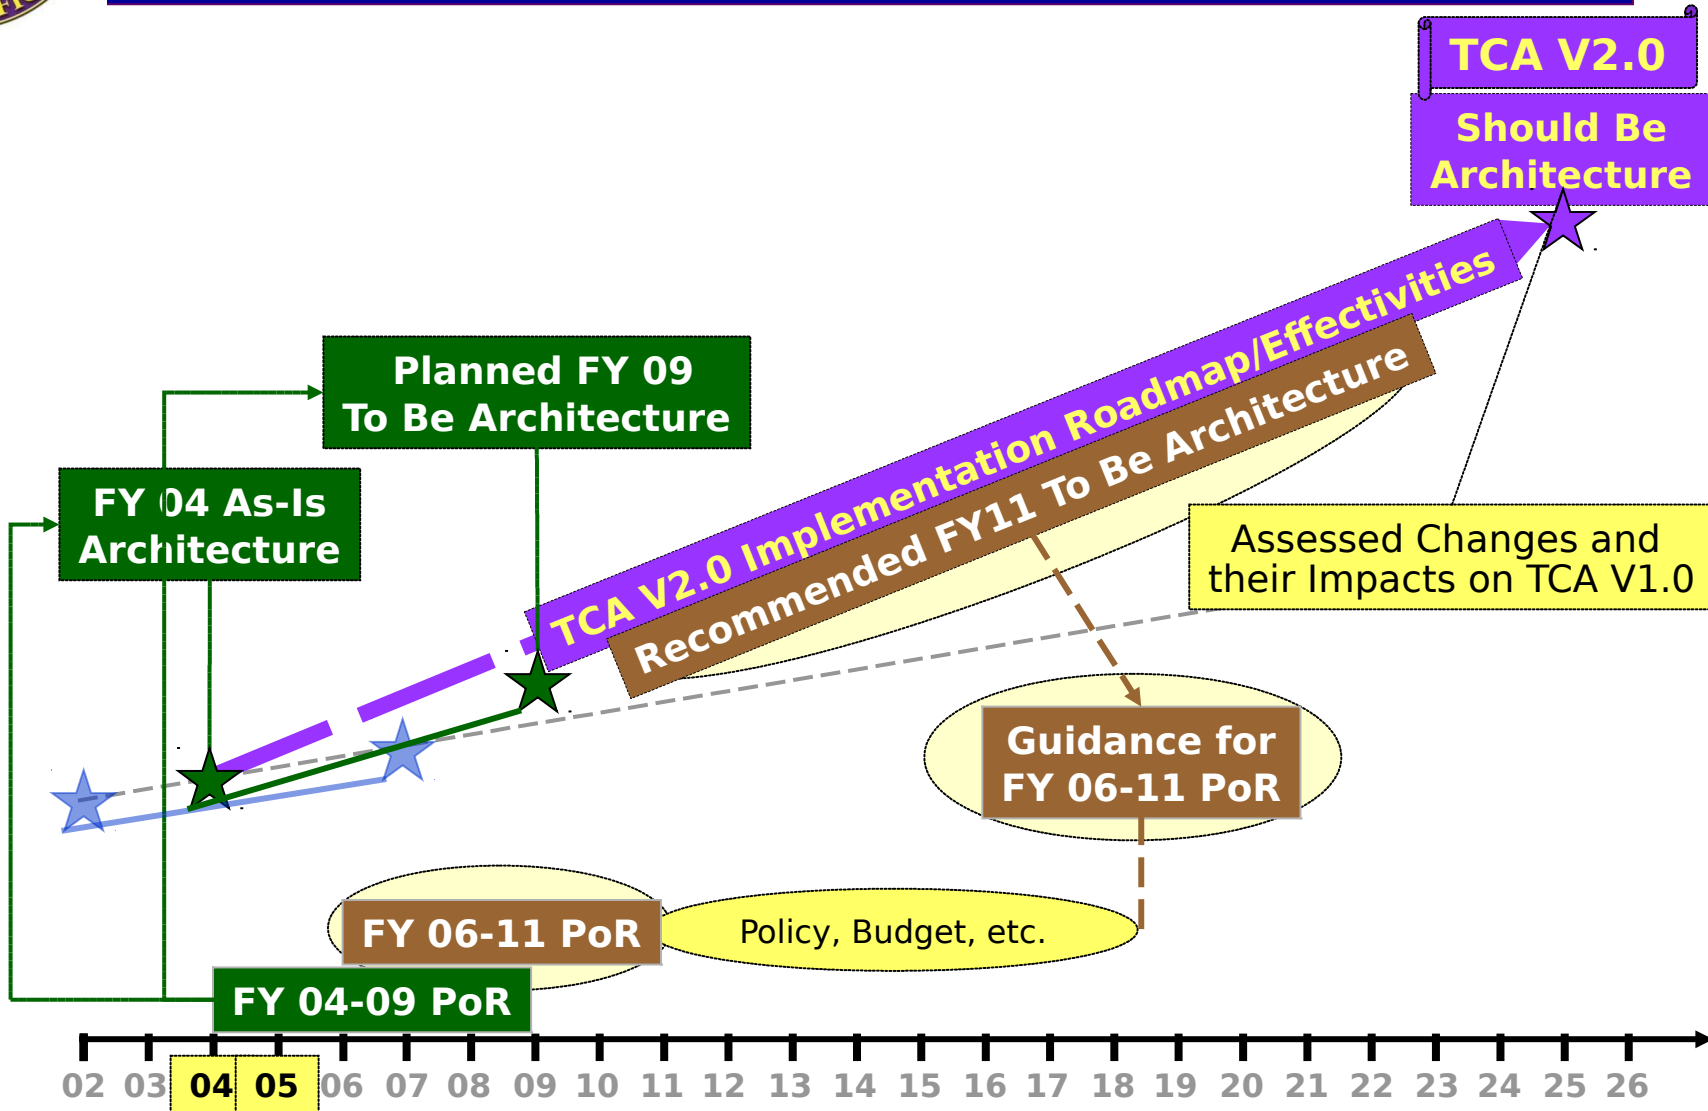 TCA V2.0
Should Be
Architecture
Planned FY 09
To Be Architecture
FY 04 As-Is
Architecture
TCA V2.0 Implementation Roadmap/Effectivities
Recommended FY11 To Be Architecture
Assessed Changes and
their Impacts on TCA V1.0
Guidance for
FY 06-11 PoR
FY 06-11 PoR
Policy, Budget, etc.
FY 04-09 PoR
02 03 04 05 06 07 08 09 10 11 12 13 14 15 16 17 18 19 20 21 22 23 24 25 26